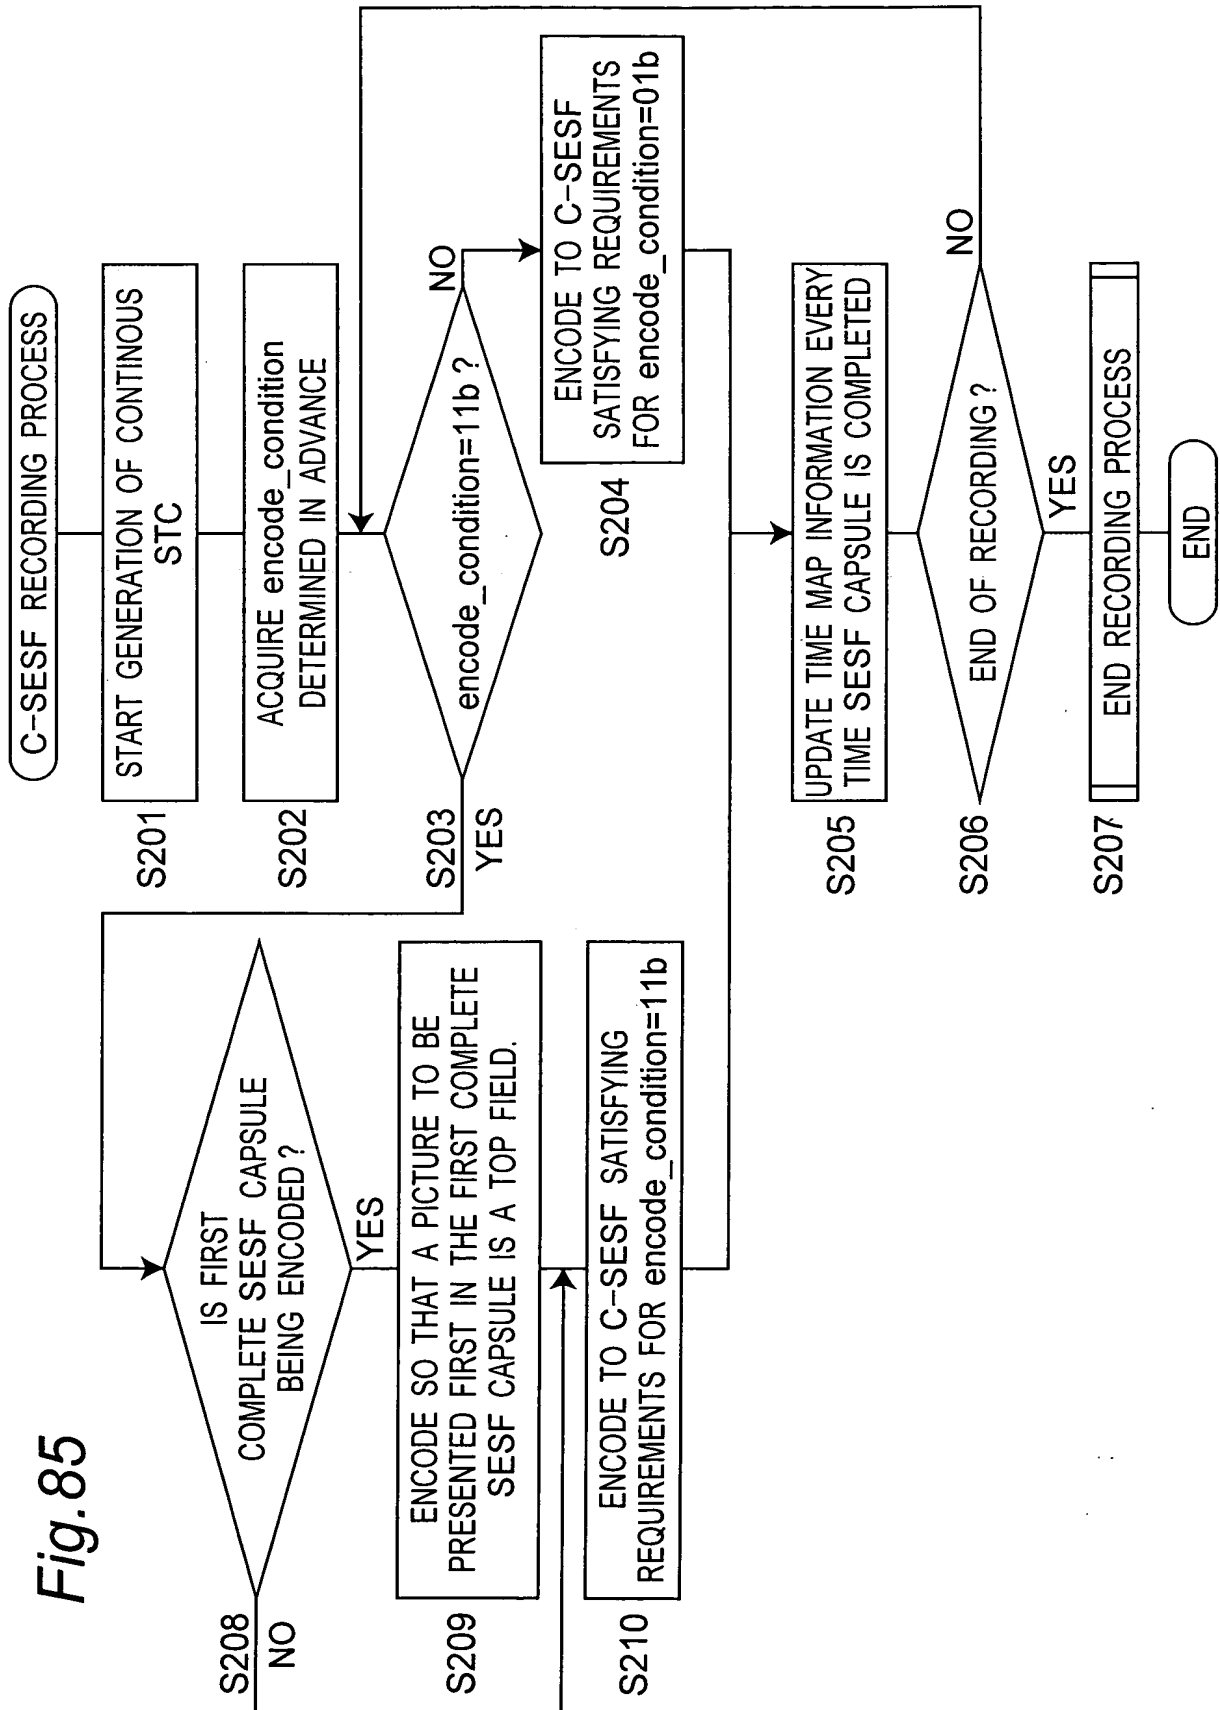 Fig.85
C-SESF RECORDING PROCESS
START GENERATION OF CONTINOUS
STC
S201
ACQUIRE encode_condition
DETERMINED IN ADVANCE
S202
encode_condition=11b ?
S203
YES
NO
ENCODE TO C-SESF
SATISFYING REQUIREMENTS
FOR encode_condition=01b
S204
IS FIRST
COMPLETE SESF CAPSULE
BEING ENCODED ?
S208
NO
YES
ENCODE SO THAT A PICTURE TO BE
PRESENTED FIRST IN THE FIRST COMPLETE
SESF CAPSULE IS A TOP FIELD.
S209
ENCODE TO C-SESF SATISFYING
REQUIREMENTS FOR encode_condition=11b
S210
UPDATE TIME MAP INFORMATION EVERY
TIME SESF CAPSULE IS COMPLETED
S205
END OF RECORDING ?
S206
NO
YES
END RECORDING PROCESS
S207
END